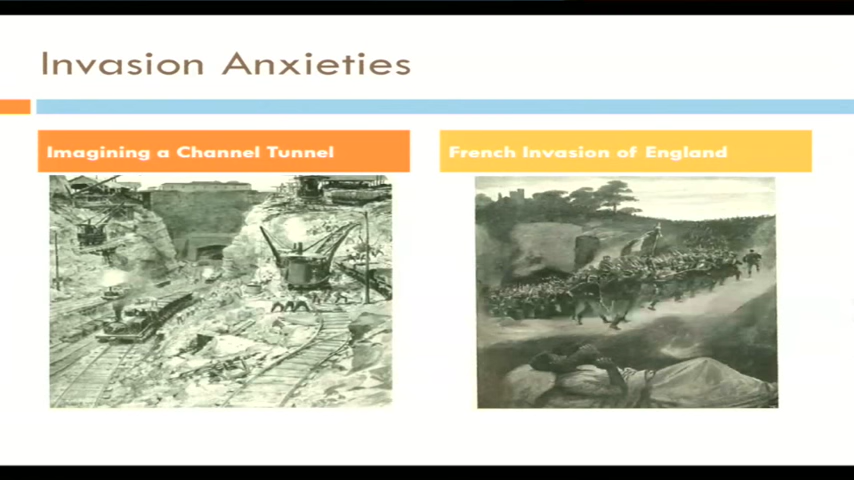 Invasion Anxieties
Imagining a Channel Tunnel
French Invasion of England